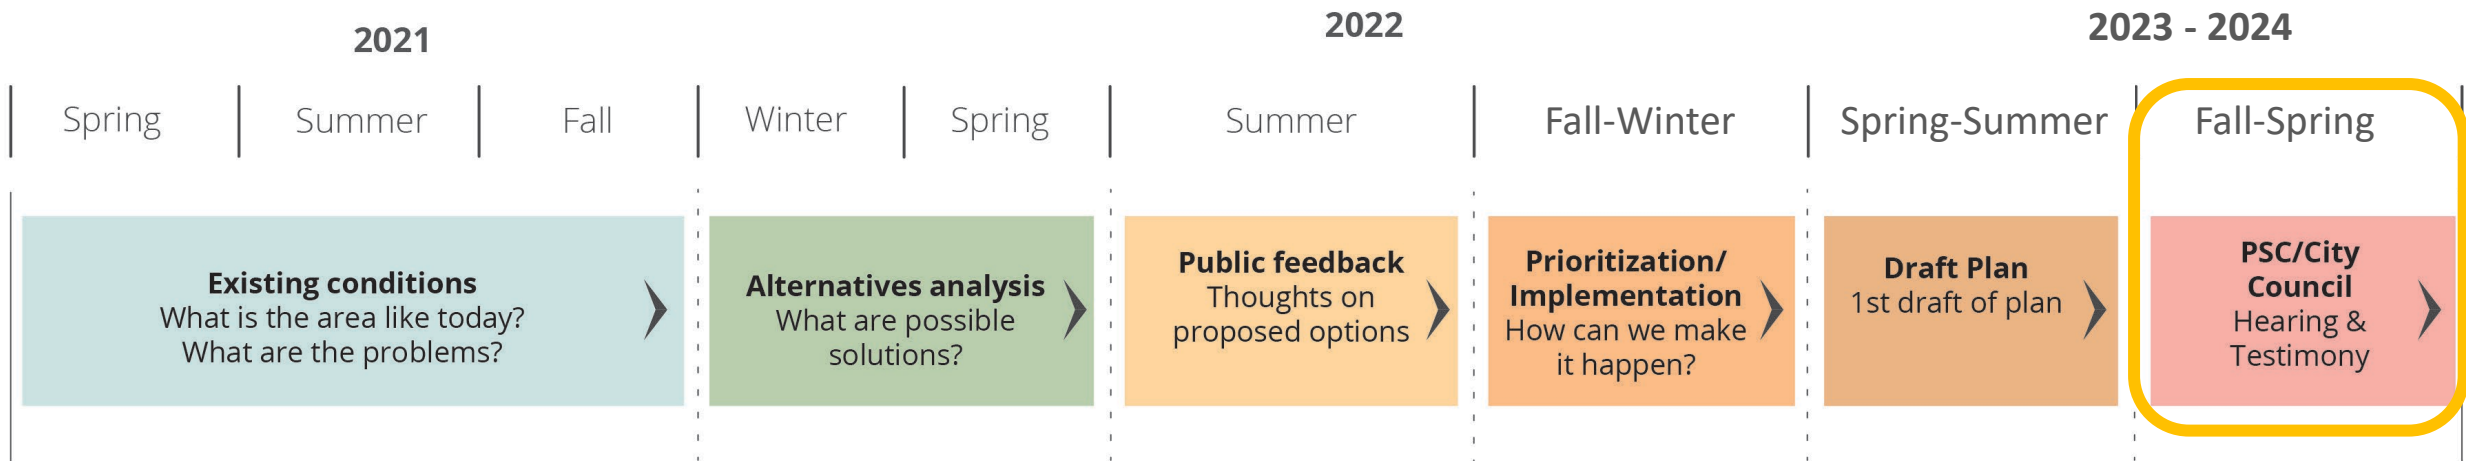 2021
2022
2023 - 2024
Spring
Summer
Fall
Winter
Spring
Summer
Fall-Winter
Spring-Summer
Fall-Spring
Existing conditions
What is the area like today?
What are the problems?
Alternatives analysis
What are possible
solutions?
Public feedback
Thoughts on
proposed options
Prioritization/
Implementation
How can we make
it happen?
Draft Plan
1st draft of plan
PSC/City
Council
Hearing &
Testimony